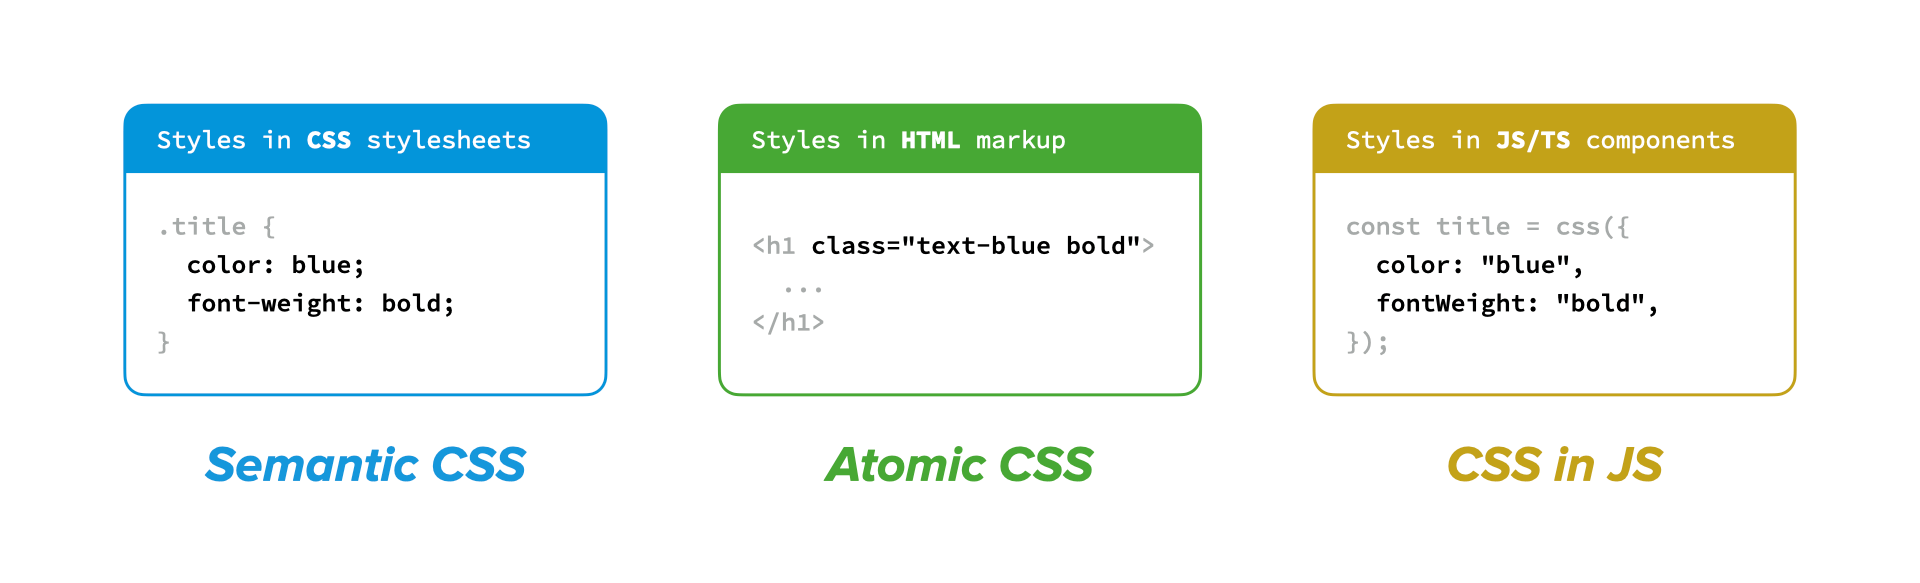 Styles in CSS stylesheets
.title {
  color: blue;
  font-weight: bold;
}
Semantic CSS
Styles in HTML markup
<h1 class="text-blue bold">
  ...
</h1>
Atomic CSS
Styles in JS/TS components
const title = css({
  color: "blue",
  fontWeight: "bold",
});
CSS in JS